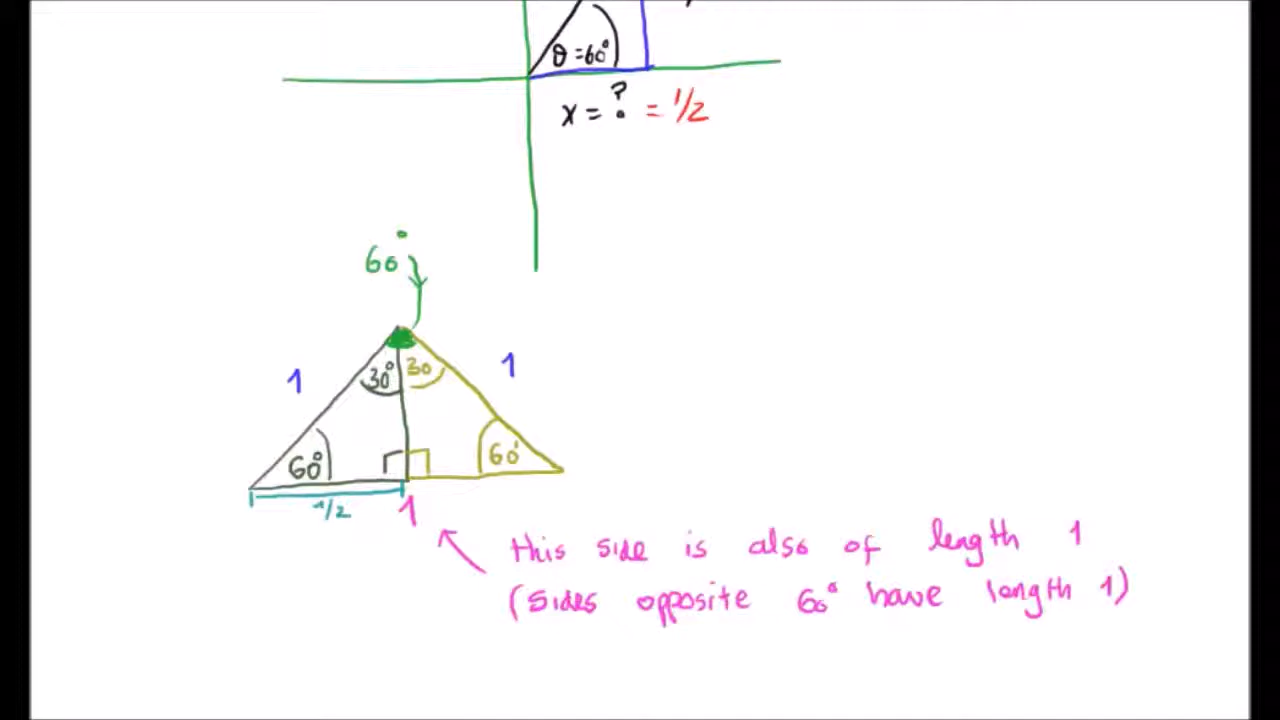 θ = 60°
x = ? = 1/2
60°
1
1
30°
30
60°
60°
1/2
1
this side is also of length 1
(sides opposite 60° have length 1)